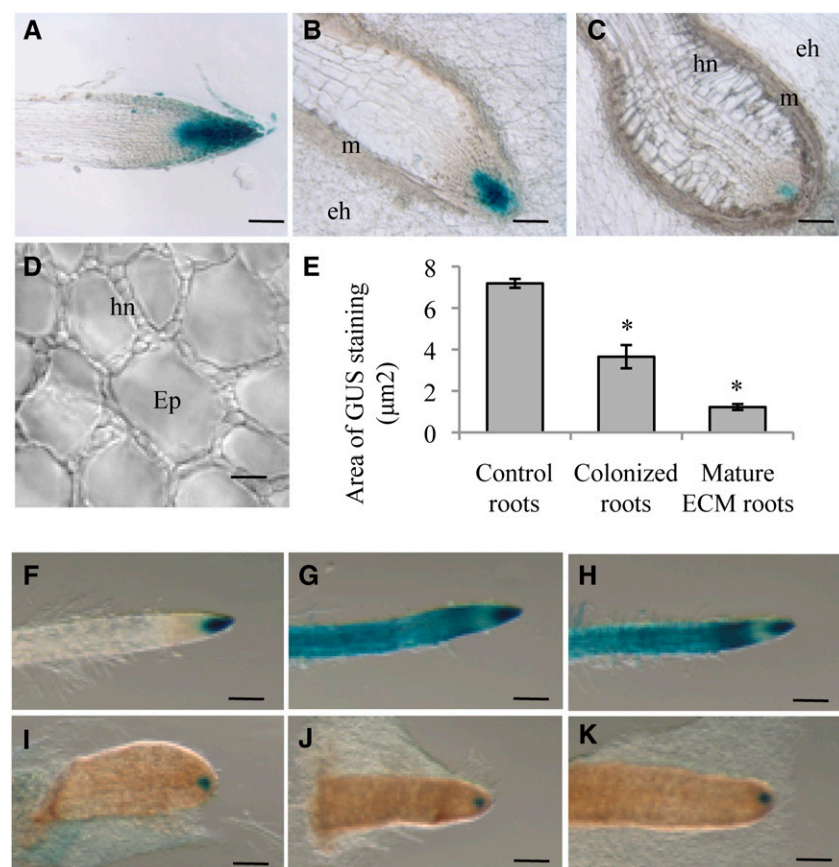 A
B
m
eh
C
hn
eh
m
D
hn
Ep
E
Area of GUS staining
(µm2)
8
6
4
2
0
*
*
Control
roots
Colonized
roots
Mature
ECM roots
F
G
H
I
J
K